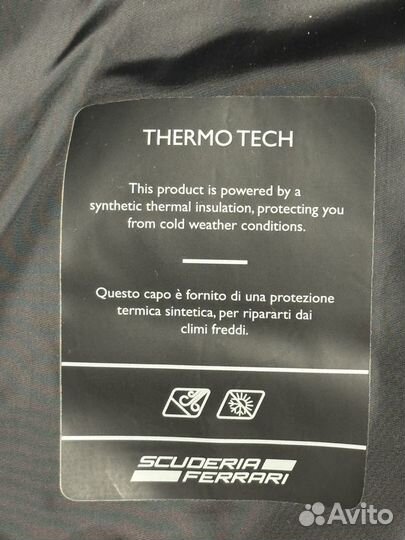 THERMO TECH
This product is powered by a
synthetic thermal insulation, protecting you
from cold weather conditions.
Questo capo è fornito di una protezione
termica sintetica, per ripararti dai
climi freddi.
SCUDERIA
FERRARI
Avito